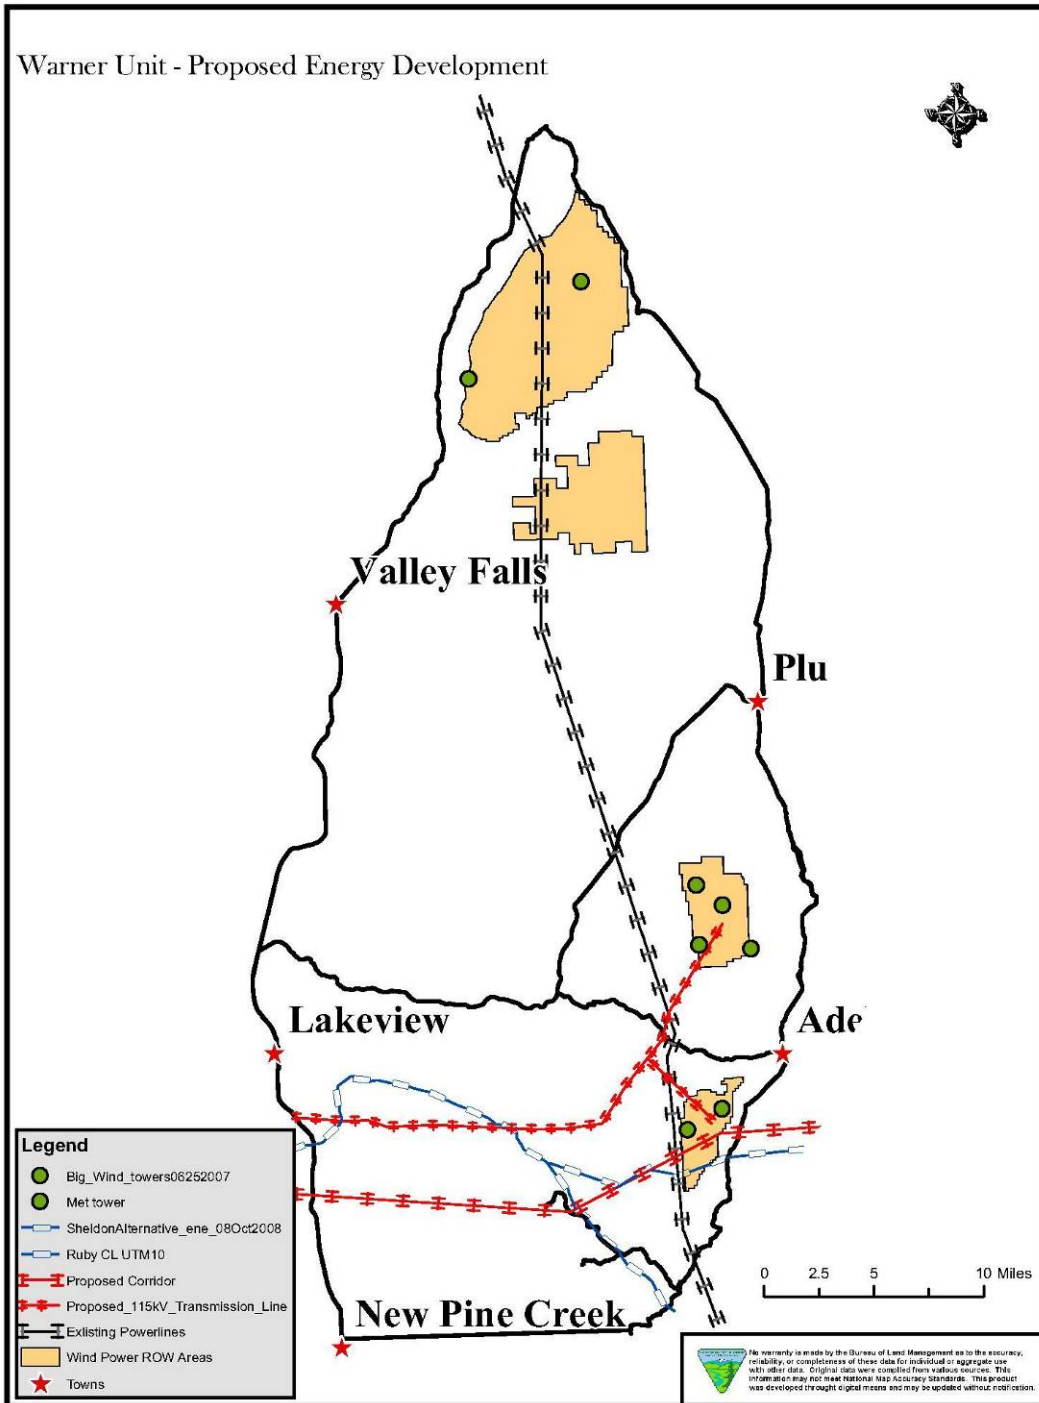 Warner Unit - Proposed Energy Development
Valley Falls
Plu
Lakeview
Ade
New Pine Creek
Legend
Big_Wind_towers06252007
Met tower
SheldonAlternative_ene_08Oct2008
Ruby CL UTM10
Proposed Corridor
Proposed_115kV_Transmission_Line
Exlisting Powerlines
Wind Power ROW Areas
Towns
0 2.5 5 10 Miles
No warranty is made by the Bureau of Land Management as to the accuracy,
reliability, or completeness of these data for individual or aggregate use
with other data. Original data were compiled from various sources. This
information may not meet National Map Accuracy Standards. This product
was developed throught digital means and may be updated without notification.